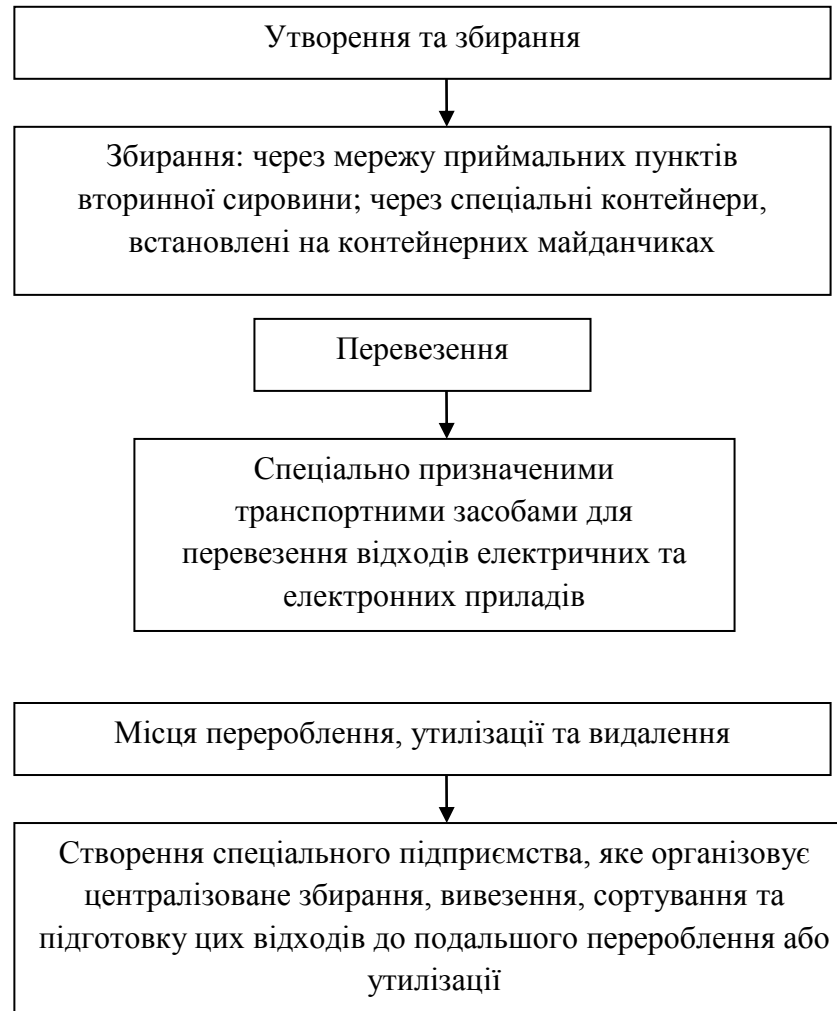 Утворення та збирання
Збирання: через мережу приймальних пунктів
вторинної сировини; через спеціальні контейнери,
встановлені на контейнерних майданчиках
Перевезення
Спеціально призначеними
транспортними засобами для
перевезення відходів електричних та
електронних приладів
Місця перероблення, утилізації та видалення
Створення спеціального підприємства, яке організовує
централізоване збирання, вивезення, сортування та
підготовку цих відходів до подальшого перероблення або
утилізації